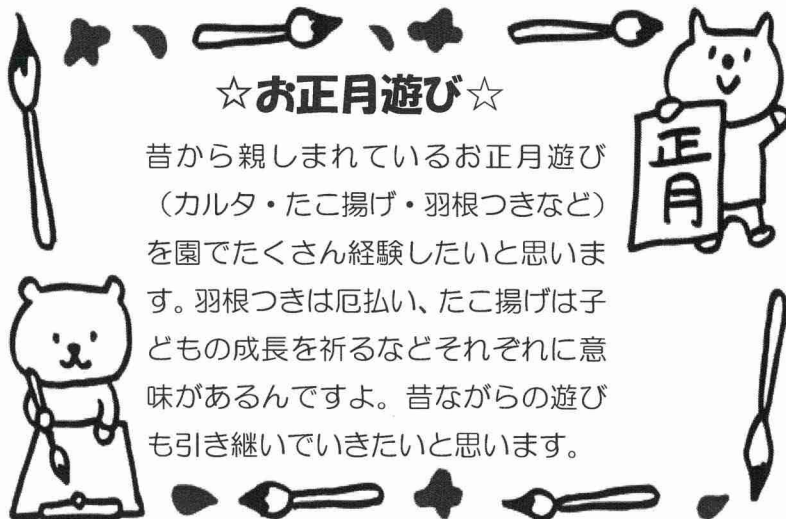 ☆お正月遊び☆
昔から親しまれているお正月遊び
（カルタ・たこ揚げ・羽根つきなど）
を園でたくさん経験したいと思いま
す。羽根つきは厄払い、たこ揚げは子
どもの成長を祈るなどそれぞれに意
味があるんですよ。昔ながらの遊び
も引き継いでいきたいと思います。
正月